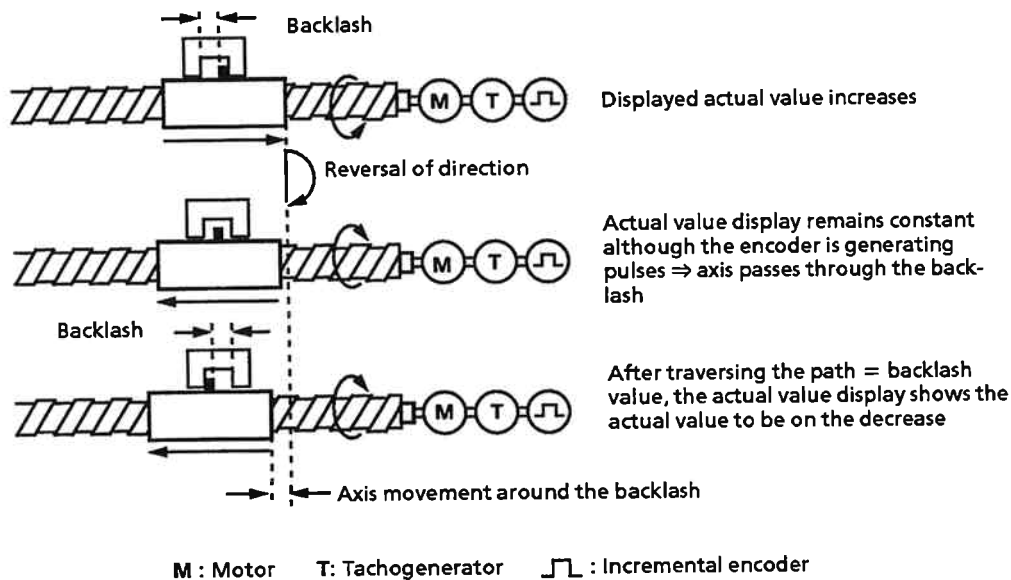 Backlash
M T
Displayed actual value increases
Reversal of direction
M T
Actual value display remains constant
although the encoder is generating
pulses ⇒ axis passes through the back-
lash
Backlash
M T
After traversing the path = backlash
value, the actual value display shows the
actual value to be on the decrease
Axis movement around the backlash
M : Motor T: Tachogenerator : Incremental encoder